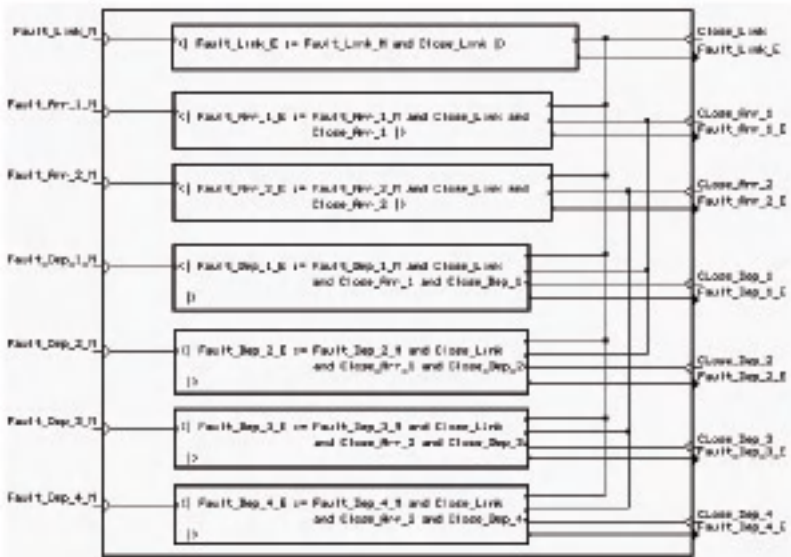 Fault_Link_M
(| Fault_Link_E := Fault_Link_M and Close_Link |)
Close_Link
Fault_Link_E
Fault_Arr_1_M
(| Fault_Arr_1_E := Fault_Arr_1_M and Close_Link and
Close_Arr_1 |)
Close_Arr_1
Fault_Arr_1_E
Fault_Arr_2_M
(| Fault_Arr_2_E := Fault_Arr_2_M and Close_Link and
Close_Arr_2 |)
Close_Arr_2
Fault_Arr_2_E
Fault_Dep_1_M
(| Fault_Dep_1_E := Fault_Dep_1_M and Close_Link
and Close_Arr_1 and Close_Dep_1
|)
Close_Dep_1
Fault_Dep_1_E
Fault_Dep_2_M
(| Fault_Dep_2_E := Fault_Dep_2_M and Close_Link
and Close_Arr_1 and Close_Dep_2
|)
Close_Dep_2
Fault_Dep_2_E
Fault_Dep_3_M
(| Fault_Dep_3_E := Fault_Dep_3_M and Close_Link
and Close_Arr_2 and Close_Dep_3
|)
Close_Dep_3
Fault_Dep_3_E
Fault_Dep_4_M
(| Fault_Dep_4_E := Fault_Dep_4_M and Close_Link
and Close_Arr_2 and Close_Dep_4
|)
Close_Dep_4
Fault_Dep_4_E